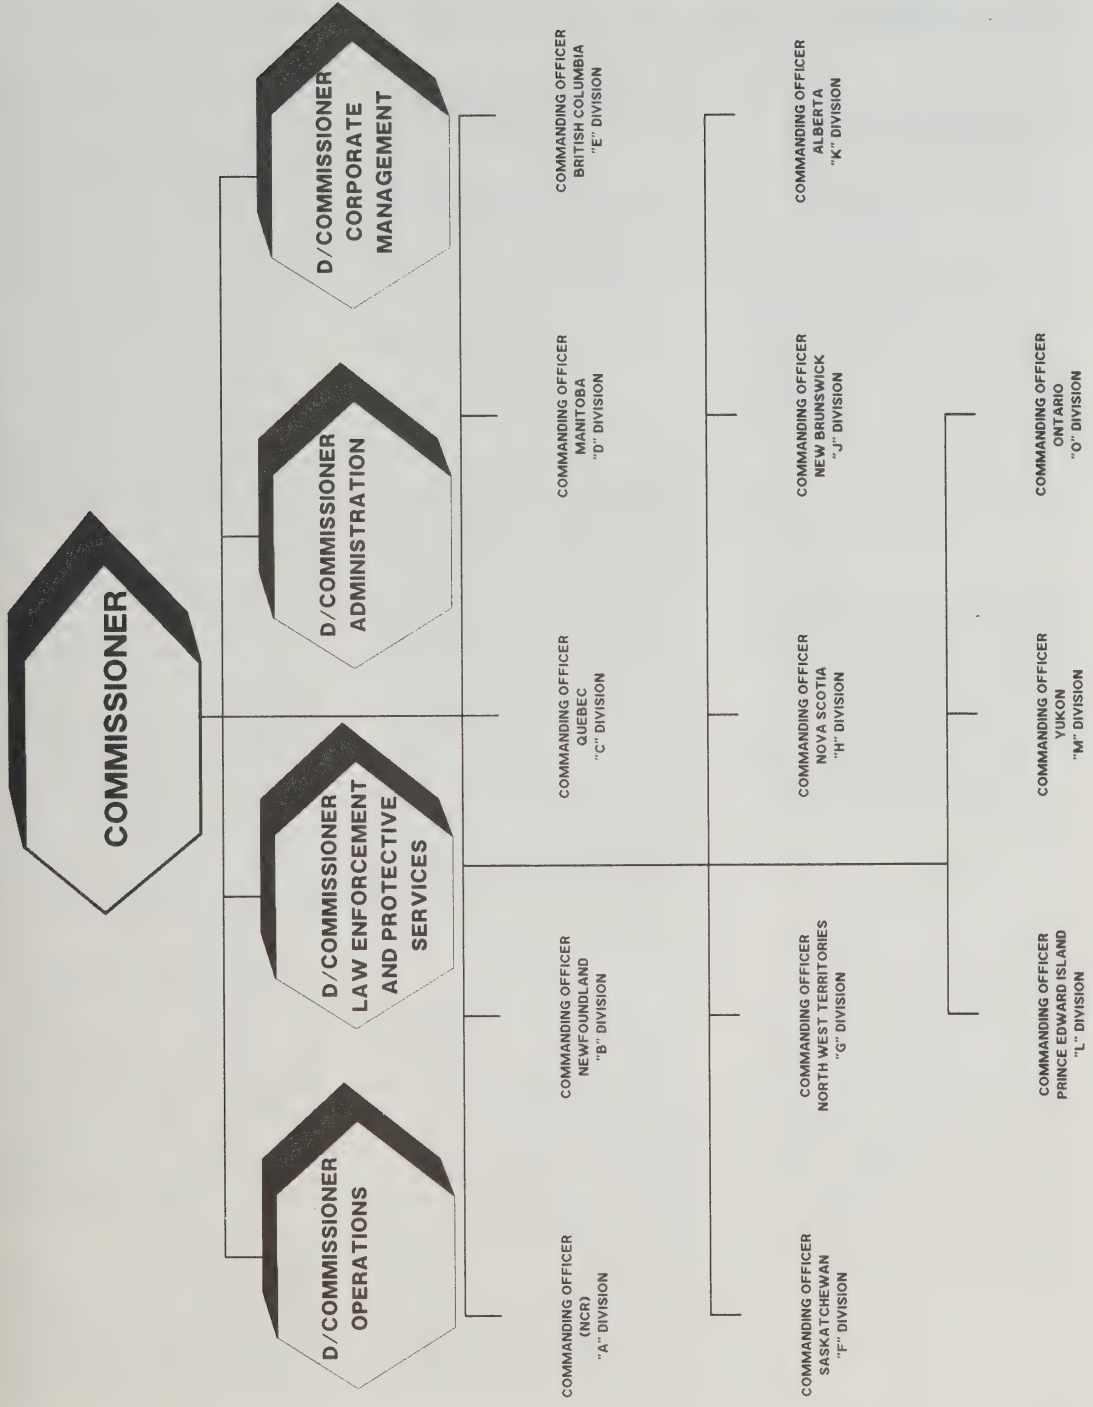 COMMISSIONER
D/COMMISSIONER
OPERATIONS
D/COMMISSIONER
LAW ENFORCEMENT
AND PROTECTIVE
SERVICES
D/COMMISSIONER
ADMINISTRATION
D/COMMISSIONER
CORPORATE
MANAGEMENT
COMMANDING OFFICER
(NCR)
"A" DIVISION
COMMANDING OFFICER
NEWFOUNDLAND
"B" DIVISION
COMMANDING OFFICER
QUEBEC
"C" DIVISION
COMMANDING OFFICER
MANITOBA
"D" DIVISION
COMMANDING OFFICER
BRITISH COLUMBIA
"E" DIVISION
COMMANDING OFFICER
SASKATCHEWAN
"F" DIVISION
COMMANDING OFFICER
NORTH WEST TERRITORIES
"G" DIVISION
COMMANDING OFFICER
NOVA SCOTIA
"H" DIVISION
COMMANDING OFFICER
NEW BRUNSWICK
"J" DIVISION
COMMANDING OFFICER
ALBERTA
"K" DIVISION
COMMANDING OFFICER
PRINCE EDWARD ISLAND
"L" DIVISION
COMMANDING OFFICER
YUKON
"M" DIVISION
COMMANDING OFFICER
ONTARIO
"O" DIVISION